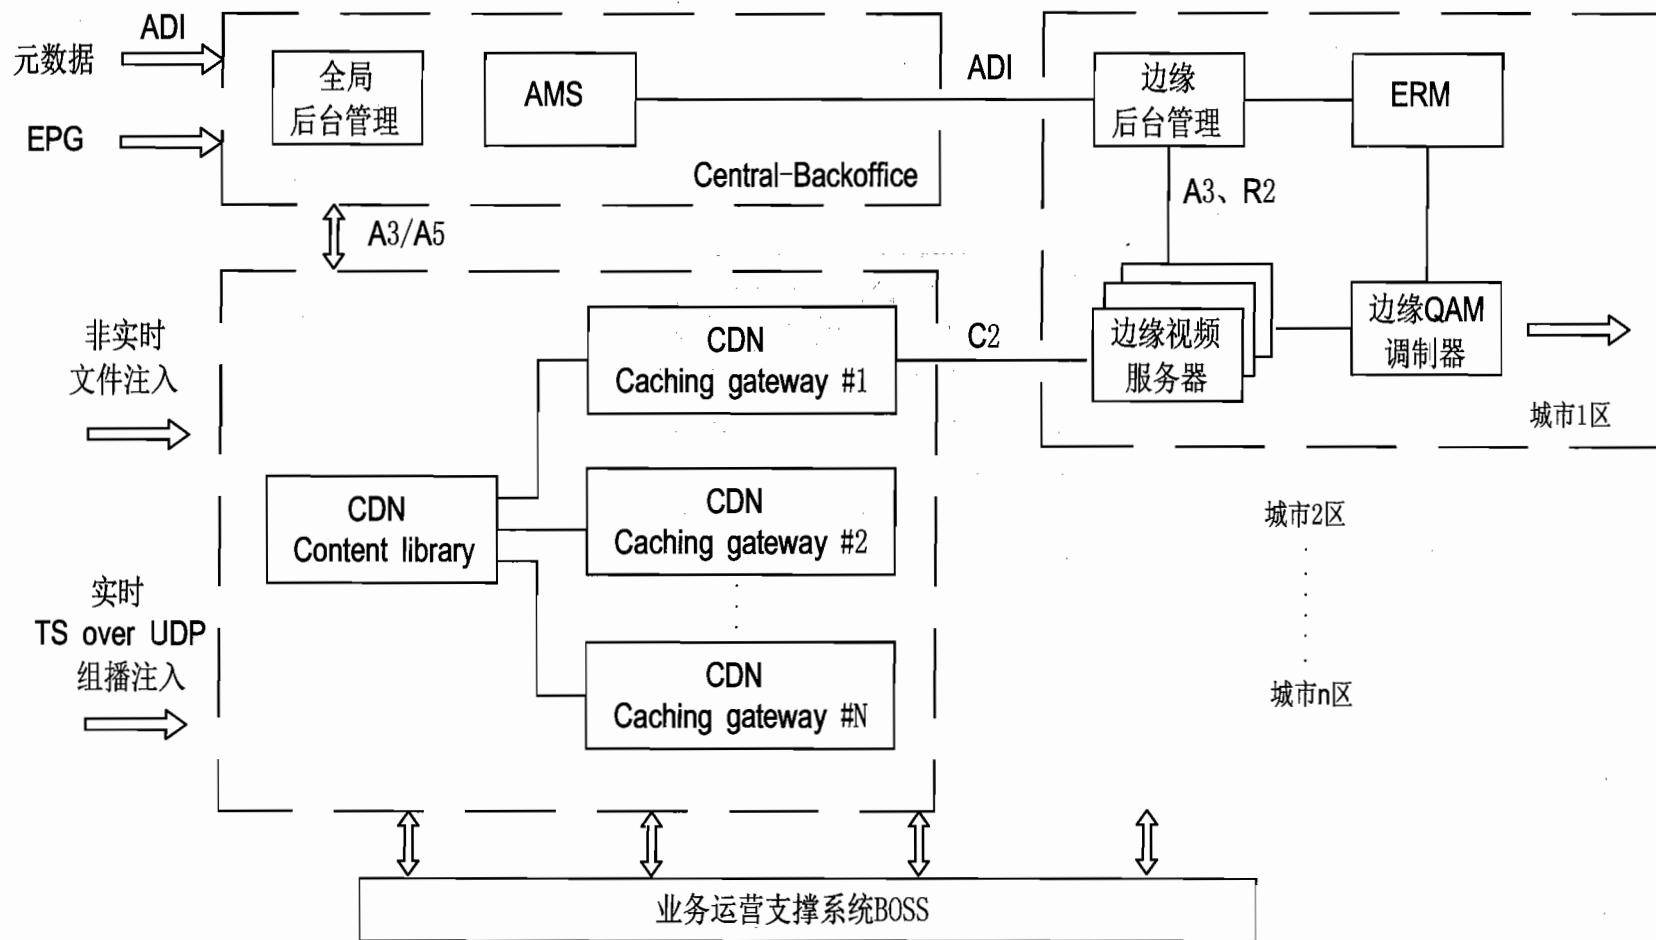 ADI
元数据
EPG
全局
后台管理
AMS
Central-Backoffice
ADI
边缘
后台管理
ERM
A3、R2
A3/A5
非实时
文件注入
CDN
Caching gateway #1
C2
边缘视频
服务器
边缘QAM
调制器
城市1区
CDN
Content library
CDN
Caching gateway #2
城市2区
实时
TS over UDP
组播注入
CDN
Caching gateway #N
城市n区
业务运营支撑系统BOSS